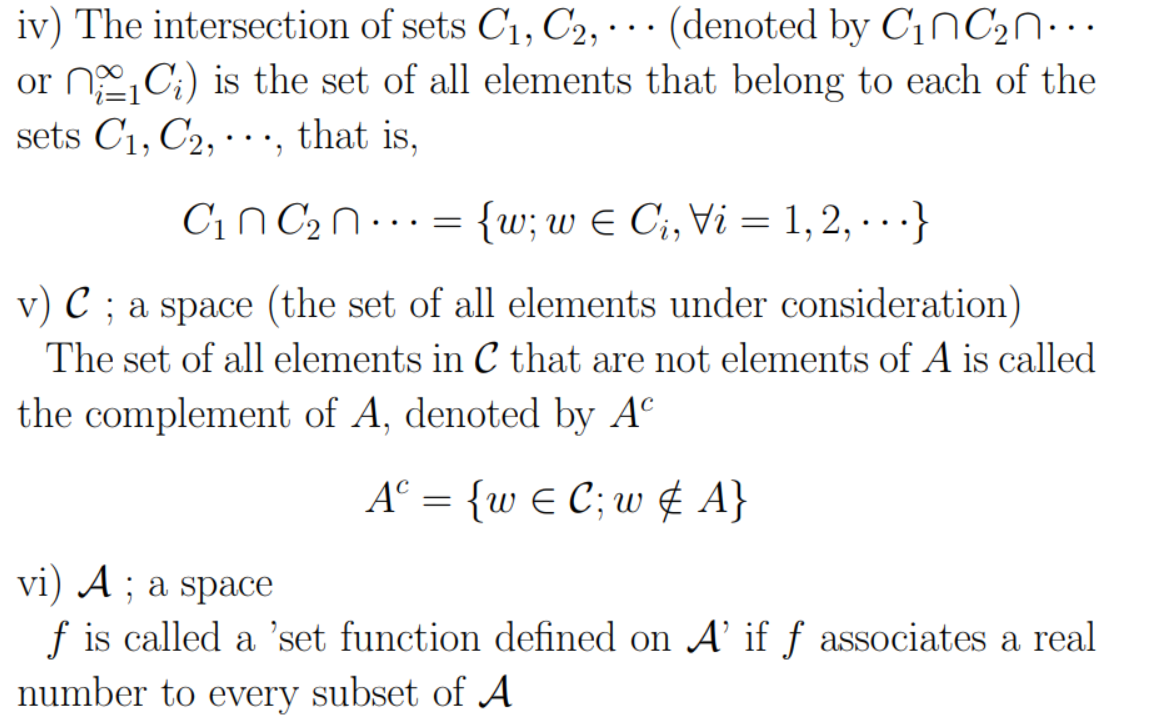 iv) The intersection of sets C₁, C₂, ⋯ (denoted by C₁∩C₂∩⋯
or ∩_{i=1}^{∞}C_i) is the set of all elements that belong to each of the
sets C₁, C₂, ⋯, that is,
C₁ ∩ C₂ ∩ ⋯ = {w; w ∈ C_i, ∀i = 1, 2, ⋯}
v) 𝒞 ; a space (the set of all elements under consideration)
The set of all elements in 𝒞 that are not elements of A is called
the complement of A, denoted by Aᶜ
Aᶜ = {w ∈ 𝒞; w ∉ A}
vi) 𝒜 ; a space
f is called a ’set function defined on 𝒜’ if f associates a real
number to every subset of 𝒜